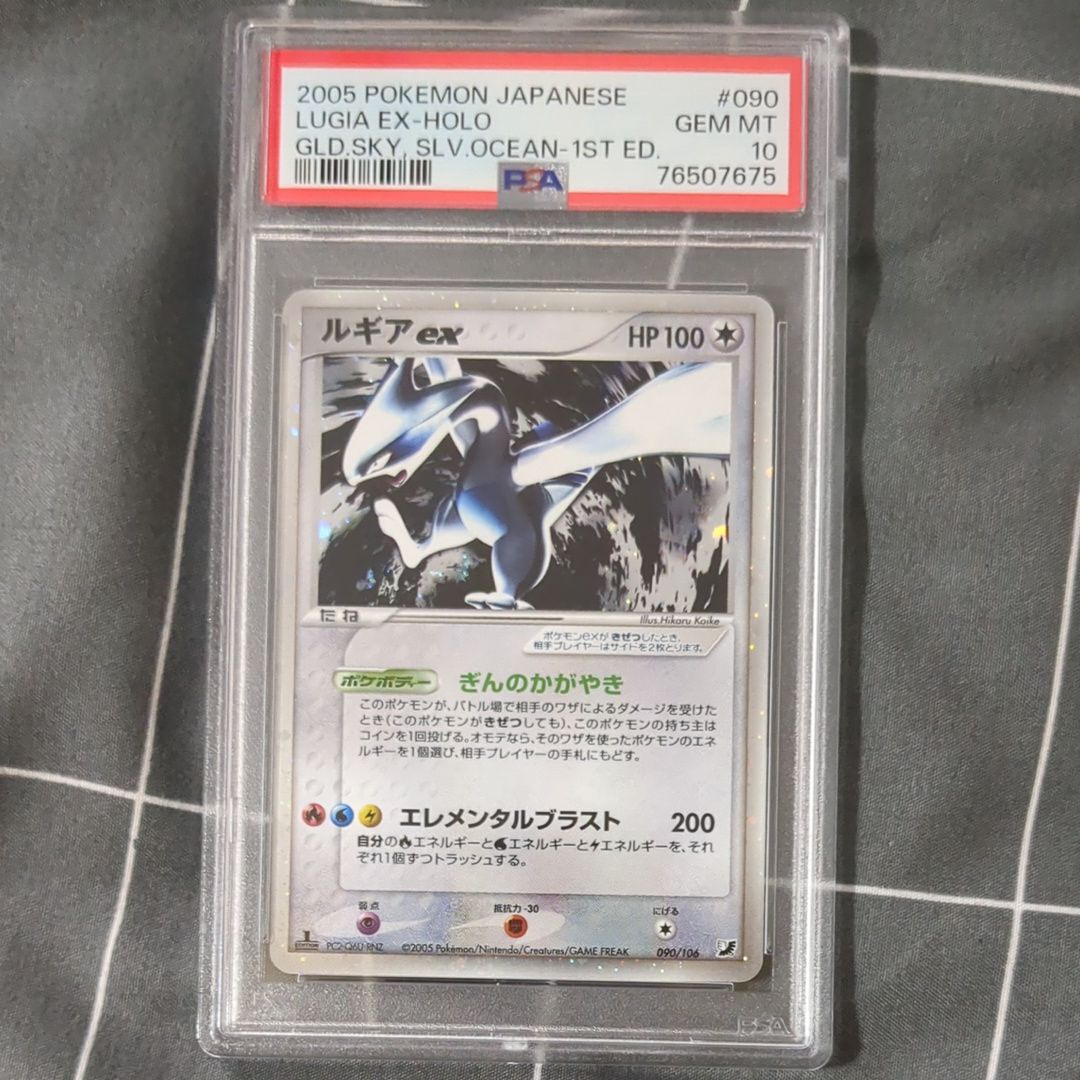 2005 POKEMON JAPANESE #090
LUGIA EX-HOLO GEM MT
GLD.SKY, SLV.OCEAN-1ST ED. 10
PSA 76507675
ルギアex HP100
たね Illus.Hikaru Koike
ポケモンexがきぜつしたとき、
相手プレイヤーはサイドを2枚とります。
ポケボディー ぎんのかがやき
このポケモンが、バトル場で相手のワザによるダメージを受けた
とき(このポケモンがきぜつしても)、このポケモンの持ち主は
コインを1回投げる。オモテなら、そのワザを使ったポケモンのエネ
ルギーを1個選び、相手プレイヤーの手札にもどす。
エレメンタルブラスト 200
自分のエネルギーとエネルギーとエネルギーを、それ
ぞれ1個ずつトラッシュする。
弱点 抵抗力 -30 にげる
1 EDITION PC2-Q6U-RNZ ©2005 Pokémon/Nintendo/Creatures/GAME FREAK 090/106
PSA